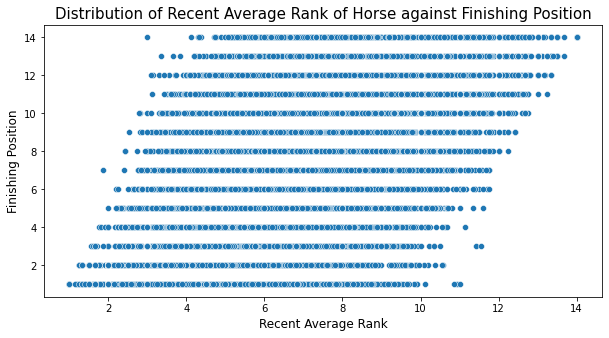 Distribution of Recent Average Rank of Horse against Finishing Position
14
12
10
8
6
4
2
Finishing Position
2 4 6 8 10 12 14
Recent Average Rank